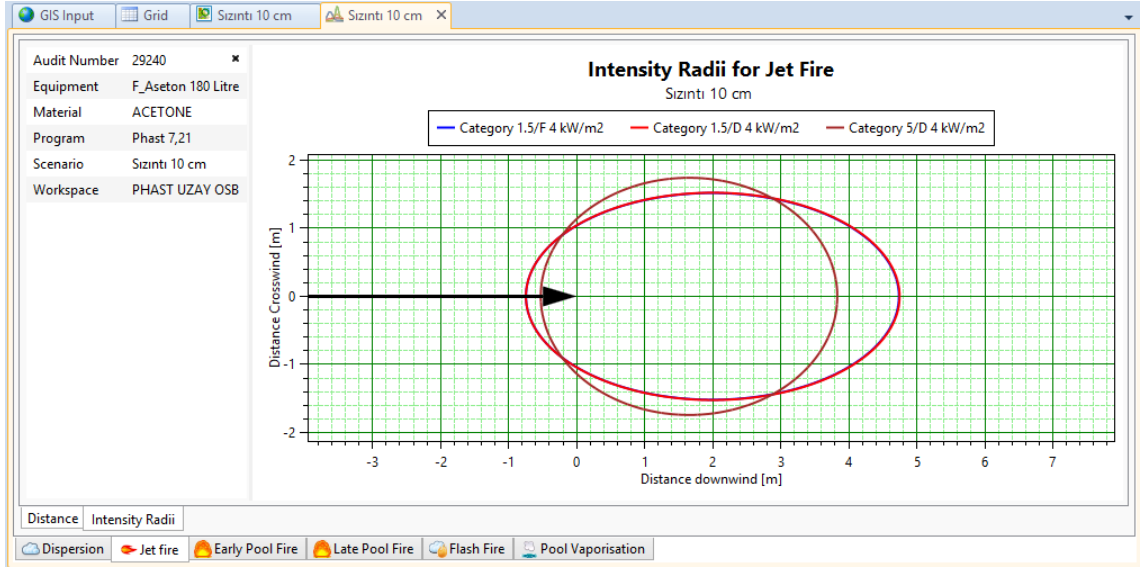 GIS Input Grid Sızıntı 10 cm Sızıntı 10 cm
Audit Number 29240
Equipment F_Aseton 180 Litre
Material ACETONE
Program Phast 7,21
Scenario Sızıntı 10 cm
Workspace PHAST UZAY OSB
Intensity Radii for Jet Fire
Sızıntı 10 cm
Category 1.5/F 4 kW/m2 Category 1.5/D 4 kW/m2 Category 5/D 4 kW/m2
Distance Crosswind [m]
2
1
0
-1
-2
-3 -2 -1 0 1 2 3 4 5 6 7
Distance downwind [m]
Distance Intensity Radii
Dispersion Jet fire Early Pool Fire Late Pool Fire Flash Fire Pool Vaporisation